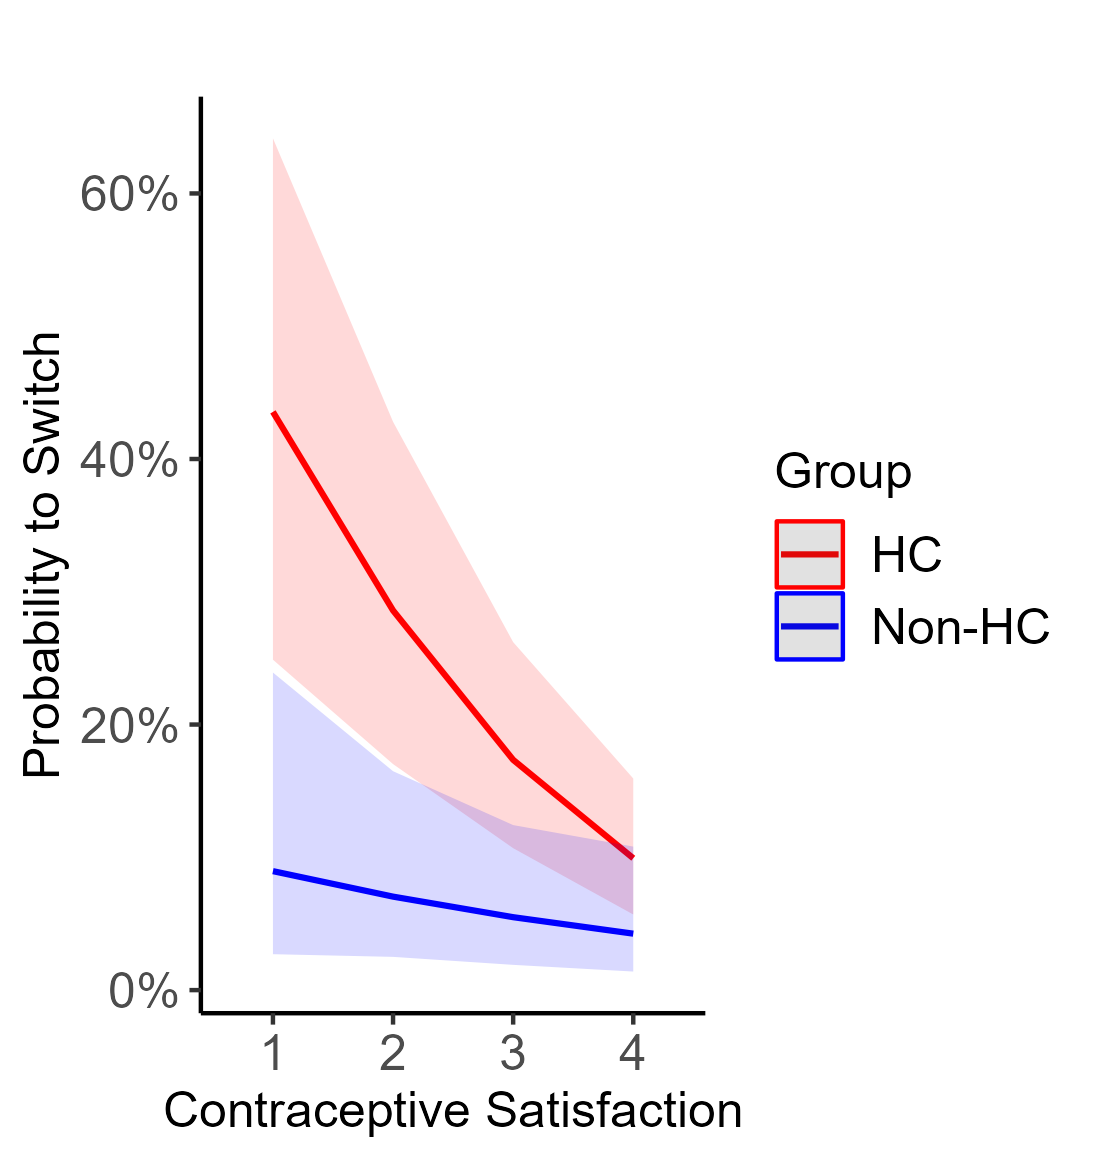 Probability to Switch
60%
40%
20%
0%
1 2 3 4
Contraceptive Satisfaction
Group
HC
Non-HC